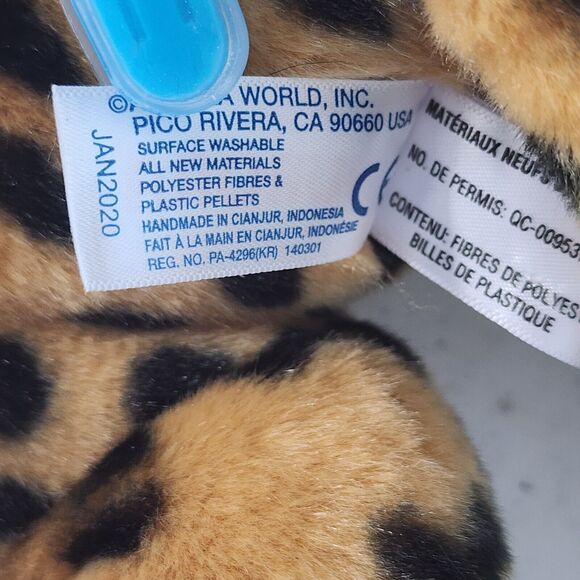 WORLD, INC.
PICO RIVERA, CA 90660 USA
SURFACE WASHABLE
ALL NEW MATERIALS
POLYESTER FIBRES &
PLASTIC PELLETS
HANDMADE IN CIANJUR, INDONESIA
FAIT À LA MAIN EN CIANJUR, INDONÉSIE
REG. NO. PA-4296(KR) 140301
JAN2020
CE
MATÉRIAUX NEUFS
NO. DE PERMIS: QC-00953
CONTENU: FIBRES DE POLYES
BILLES DE PLASTIQUE